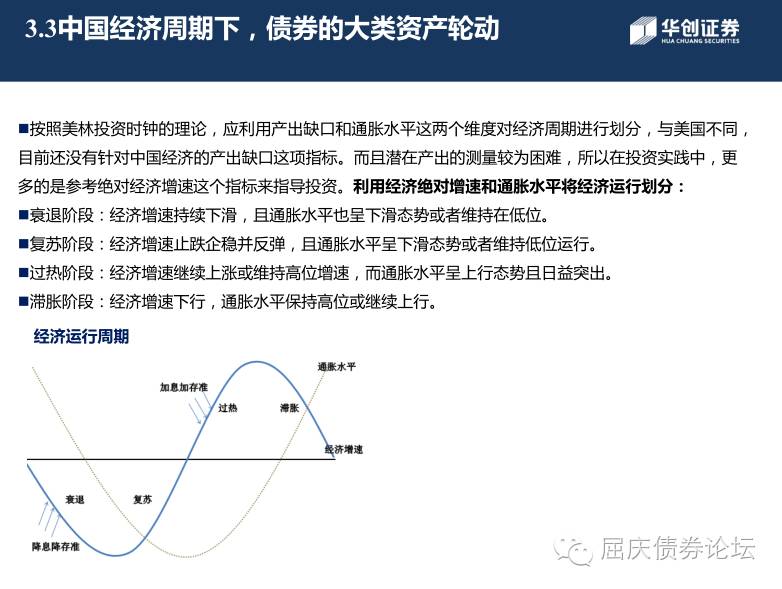 3.3中国经济周期下，债券的大类资产轮动
华创证券
HUA CHUANG SECURITIES
■按照美林投资时钟的理论，应利用产出缺口和通胀水平这两个维度对经济周期进行划分，与美国不同，
目前还没有针对中国经济的产出缺口这项指标。而且潜在产出的测量较为困难，所以在投资实践中，更
多的是参考绝对经济增速这个指标来指导投资。利用经济绝对增速和通胀水平将经济运行划分：
■衰退阶段：经济增速持续下滑，且通胀水平也呈下滑态势或者维持在低位。
■复苏阶段：经济增速止跌企稳并反弹，且通胀水平呈下滑态势或者维持低位运行。
■过热阶段：经济增速继续上涨或维持高位增速，而通胀水平呈上行态势且日益突出。
■滞胀阶段：经济增速下行，通胀水平保持高位或继续上行。
经济运行周期
通胀水平
加息加存准
过热
滞胀
经济增速
衰退
复苏
降息降存准
屈庆债券论坛